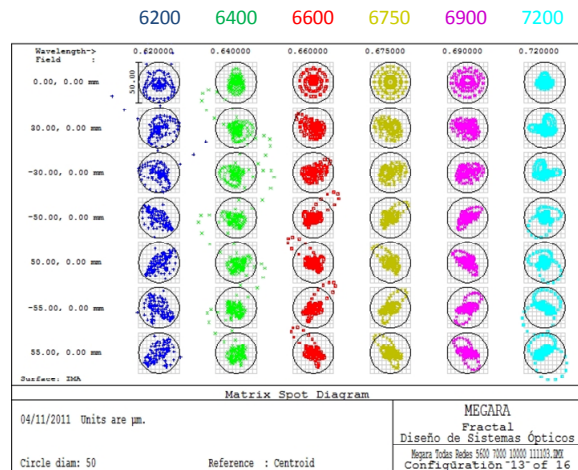 6200 6400 6600 6750 6900 7200
Wavelength-> 0.620000 0.640000 0.660000 0.675000 0.690000 0.720000
Field :
0.00, 0.00 mm
50.00
30.00, 0.00 mm
-30.00, 0.00 mm
-50.00, 0.00 mm
50.00, 0.00 mm
-55.00, 0.00 mm
55.00, 0.00 mm
Surface: IMA
Matrix Spot Diagram
04/11/2011 Units are µm.
Circle diam: 50 Reference : Centroid
MEGARA
Fractal
Diseño de Sistemas Ópticos
Megara Todas Redes 5600 7000 10000 111103.ZMX
Configuration 13 of 16